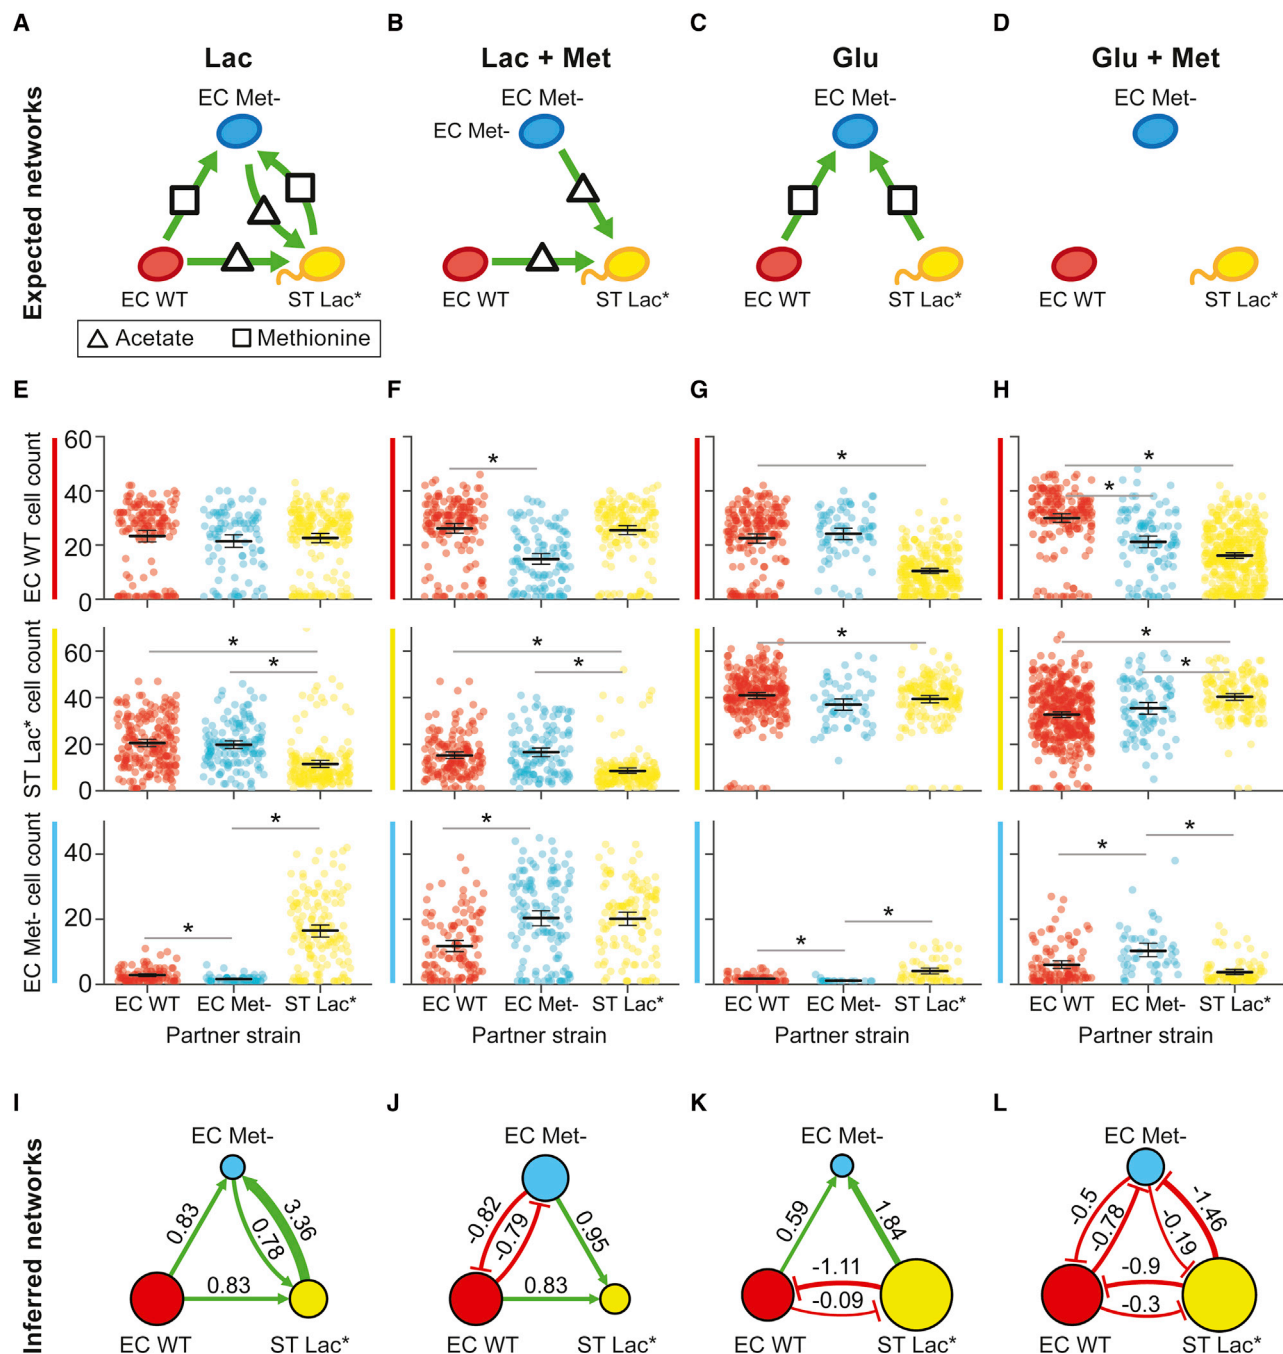 A
B
C
D
Lac
Lac + Met
Glu
Glu + Met
Expected networks
EC Met-
EC Met-
EC Met-
EC Met-
EC Met-
EC WT
ST Lac*
EC WT
ST Lac*
EC WT
ST Lac*
EC WT
ST Lac*
Acetate
Methionine
E
F
G
H
EC WT cell count
60
40
20
0
*
*
*
*
ST Lac* cell count
60
40
20
0
*
*
*
*
*
*
*
EC Met- cell count
40
20
0
*
*
*
*
*
*
*
EC WT EC Met- ST Lac*
EC WT EC Met- ST Lac*
EC WT EC Met- ST Lac*
EC WT EC Met- ST Lac*
Partner strain
Partner strain
Partner strain
Partner strain
I
J
K
L
Inferred networks
EC Met-
0.83
0.78
3.36
0.83
EC WT
ST Lac*
EC Met-
-0.82
-0.79
0.95
0.83
EC WT
ST Lac*
EC Met-
0.59
1.84
-1.11
-0.09
EC WT
ST Lac*
EC Met-
-0.5
-0.78
-0.19
-1.46
-0.9
-0.3
EC WT
ST Lac*